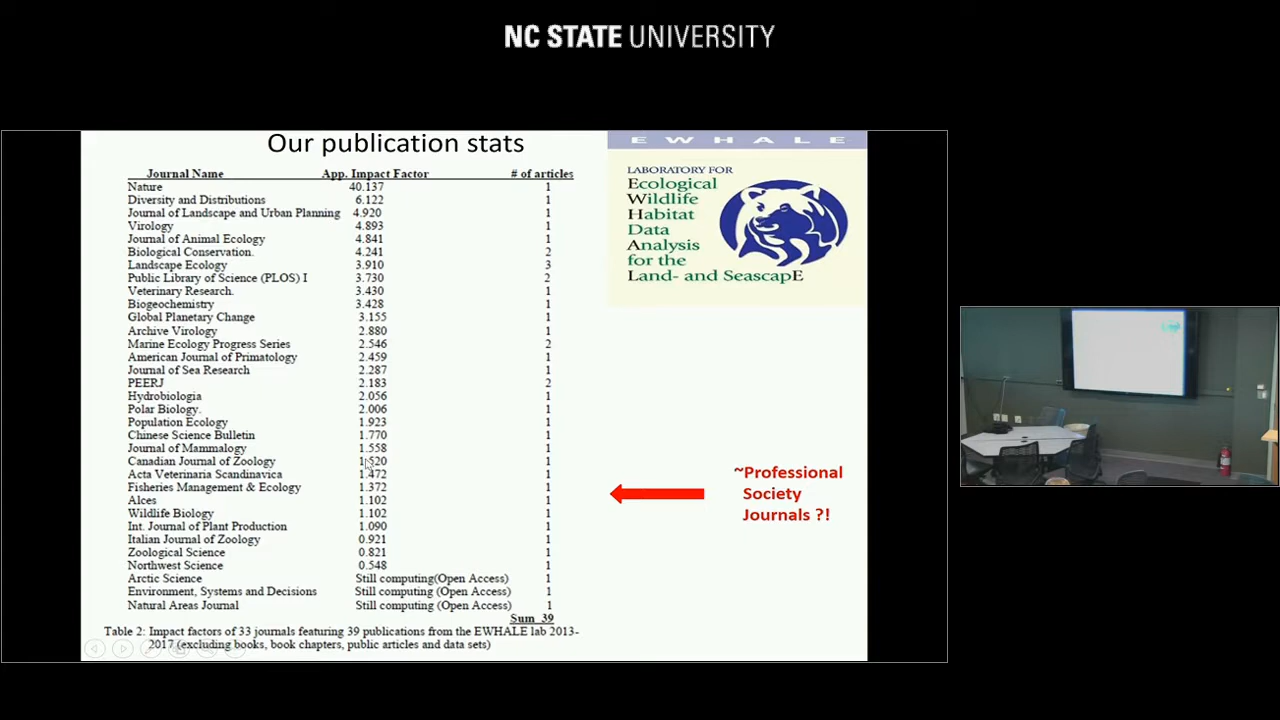 NC STATE UNIVERSITY
Our publication stats
Journal Name App. Impact Factor # of articles
Nature 40.137 1
Diversity and Distributions 6.122 1
Journal of Landscape and Urban Planning 4.920 1
Virology 4.893 1
Journal of Animal Ecology 4.841 1
Biological Conservation. 4.241 2
Landscape Ecology 3.910 3
Public Library of Science (PLOS) I 3.730 2
Veterinary Research. 3.430 1
Biogeochemistry 3.428 1
Global Planetary Change 3.155 1
Archive Virology 2.880 1
Marine Ecology Progress Series 2.546 2
American Journal of Primatology 2.459 1
Journal of Sea Research 2.287 1
PEERJ 2.183 2
Hydrobiologia 2.056 1
Polar Biology. 2.006 1
Population Ecology 1.923 1
Chinese Science Bulletin 1.770 1
Journal of Mammalogy 1.558 1
Canadian Journal of Zoology 1.520 1
Acta Veterinaria Scandinavica 1.472 1
Fisheries Management & Ecology 1.372 1
Alces 1.102 1
Wildlife Biology 1.102 1
Int. Journal of Plant Production 1.090 1
Italian Journal of Zoology 0.921 1
Zoological Science 0.821 1
Northwest Science 0.548 1
Arctic Science Still computing(Open Access) 1
Environment, Systems and Decisions Still computing (Open Access) 1
Natural Areas Journal Still computing (Open Access) 1
Sum 39
Table 2: Impact factors of 33 journals featuring 39 publications from the EWHALE lab 2013-
2017 (excluding books, book chapters, public articles and data sets)
E W H A L E
LABORATORY FOR
Ecological
Wildlife
Habitat
Data
Analysis
for the
Land- and SeascapE
~Professional
Society
Journals ?!